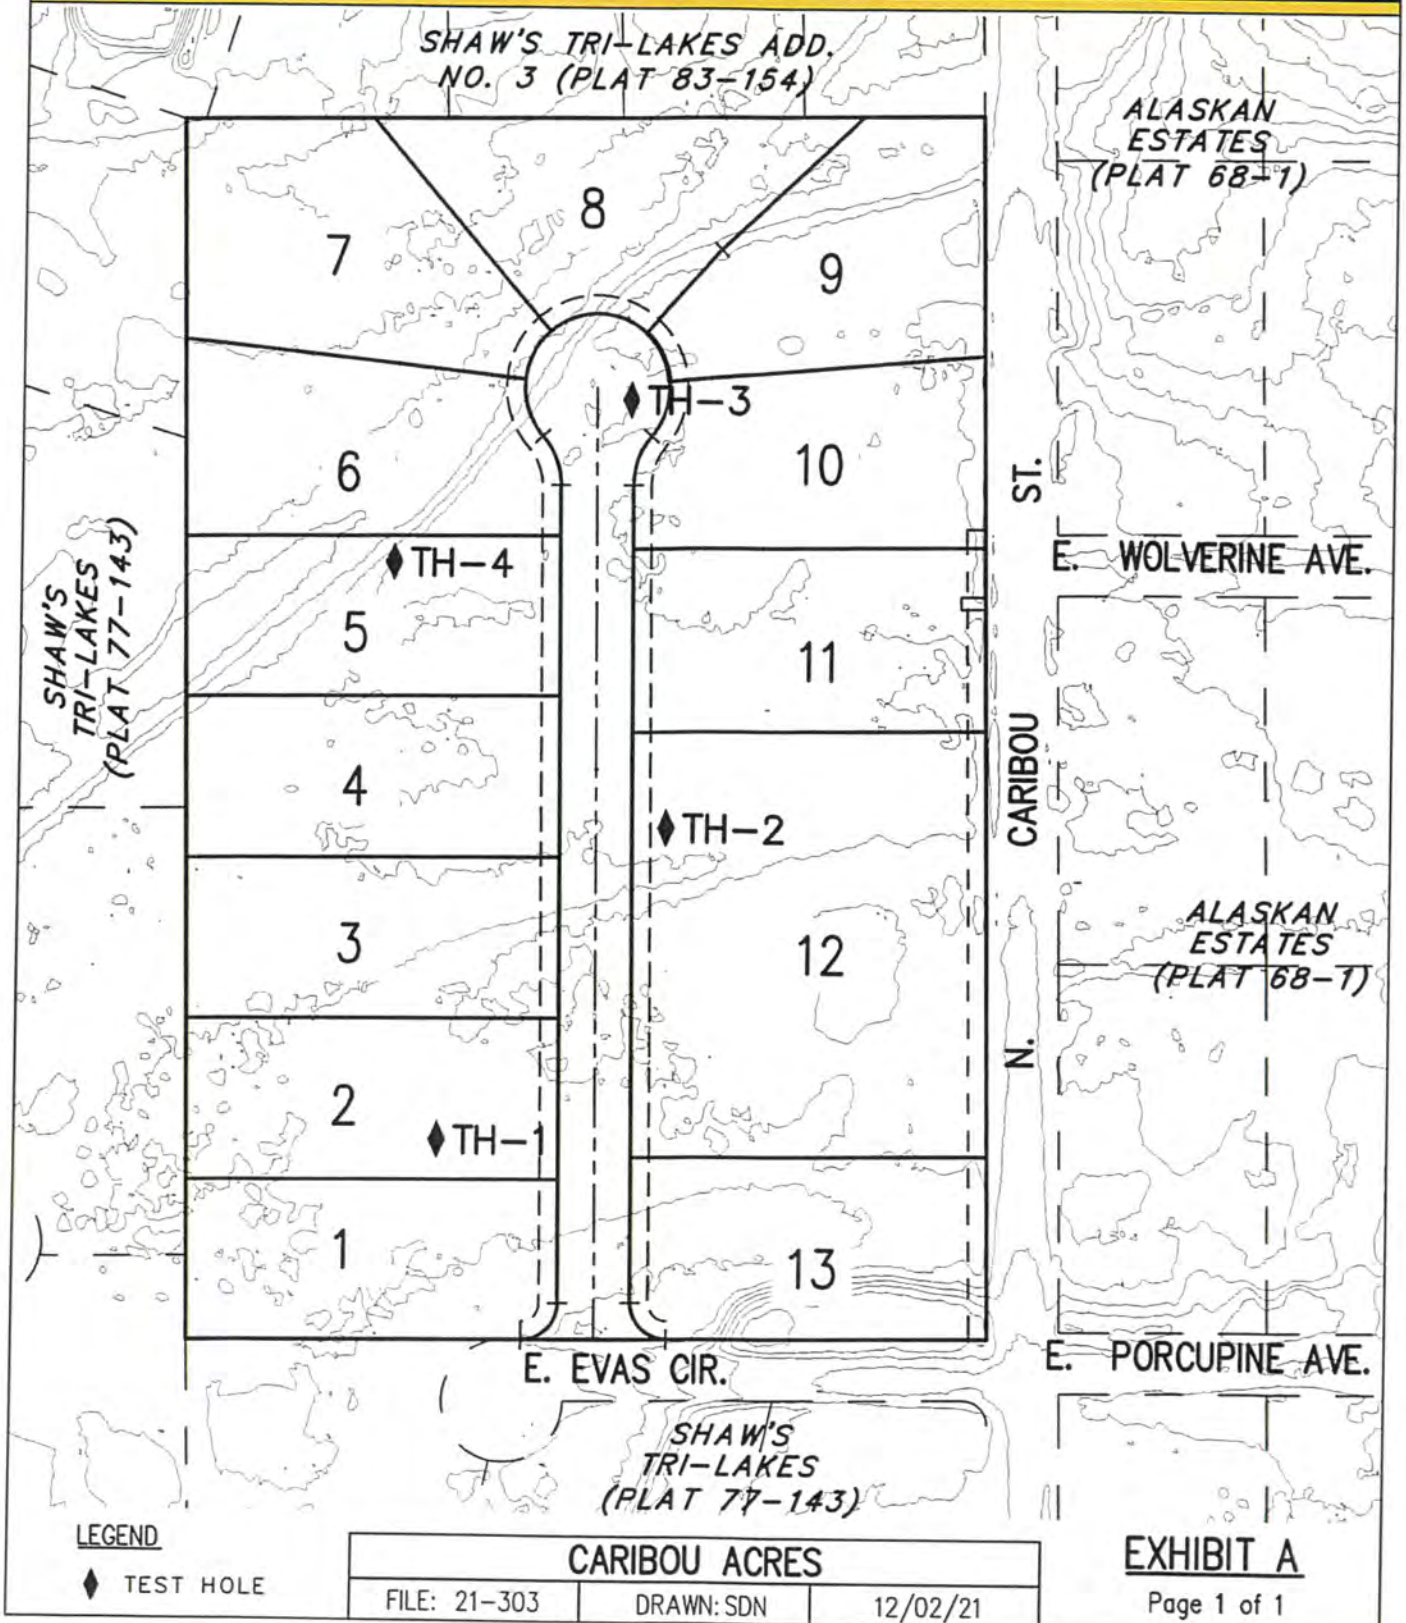 SHAW'S TRI-LAKES ADD.
NO. 3 (PLAT 83-154)
ALASKAN
ESTATES
(PLAT 68-1)
8
7
9
TH-3
6
10
ST.
SHAW'S
TRI-LAKES
(PLAT 77-143)
TH-4
E. WOLVERINE AVE.
5
11
4
CARIBOU
TH-2
3
12
ALASKAN
ESTATES
(PLAT 68-1)
N.
2
TH-1
1
13
E. EVAS CIR.
E. PORCUPINE AVE.
SHAW'S
TRI-LAKES
(PLAT 77-143)
LEGEND
TEST HOLE
CARIBOU ACRES
FILE: 21-303
DRAWN: SDN
12/02/21
EXHIBIT A
Page 1 of 1